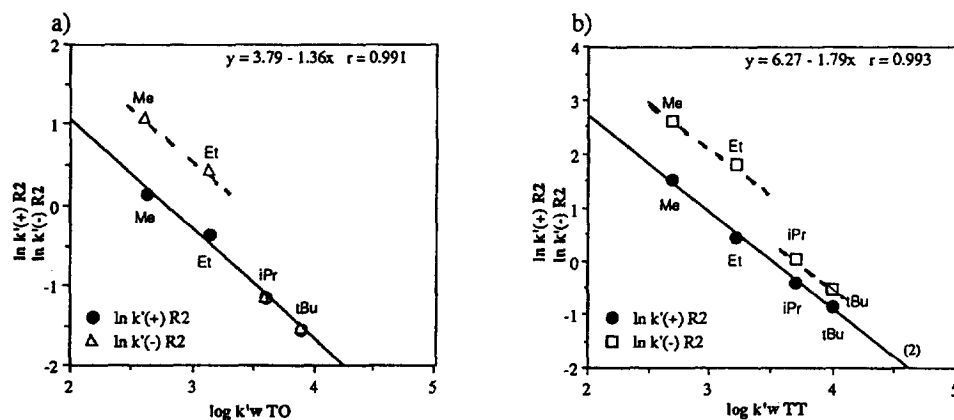 a)
y = 3.79 - 1.36x r = 0.991
2
1
0
-1
-2
ln k'(+) R2
ln k'(-) R2
Me
Et
Me
Et
iPr
tBu
ln k'(+) R2
ln k'(-) R2
2
3
4
5
log k'w TO
b)
y = 6.27 - 1.79x r = 0.993
4
3
2
1
0
-1
-2
ln k'(+) R2
ln k'(-) R2
Me
Et
Me
Et
iPr
iPr
tBu
tBu
(2)
ln k'(+) R2
ln k'(-) R2
2
3
4
5
log k'w TT